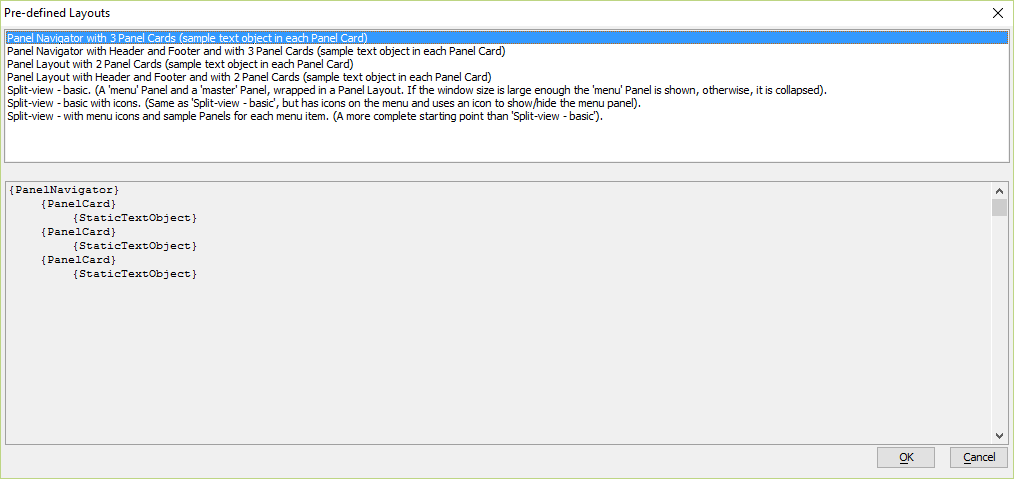 Pre-defined Layouts
Panel Navigator with 3 Panel Cards (sample text object in each Panel Card)
Panel Navigator with Header and Footer and with 3 Panel Cards (sample text object in each Panel Card)
Panel Layout with 2 Panel Cards (sample text object in each Panel Card)
Panel Layout with Header and Footer and with 2 Panel Cards (sample text object in each Panel Card)
Split-view - basic. (A 'menu' Panel and a 'master' Panel, wrapped in a Panel Layout. If the window size is large enough the 'menu' Panel is shown, otherwise, it is collapsed).
Split-view - basic with icons. (Same as 'Split-view - basic', but has icons on the menu and uses an icon to show/hide the menu panel).
Split-view - with menu icons and sample Panels for each menu item. (A more complete starting point than 'Split-view - basic').
{PanelNavigator}
{PanelCard}
{StaticTextObject}
{PanelCard}
{StaticTextObject}
{PanelCard}
{StaticTextObject}
OK
Cancel